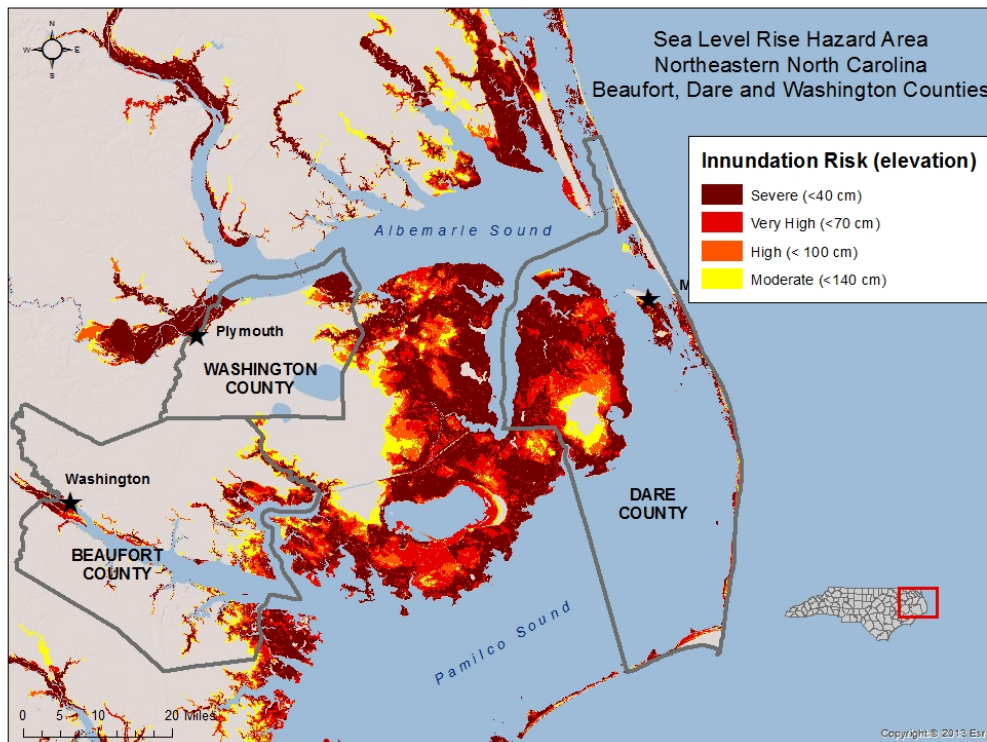 N
W E
S
Sea Level Rise Hazard Area
Northeastern North Carolina
Beaufort, Dare and Washington Counties
Innundation Risk (elevation)
Severe (<40 cm)
Very High (<70 cm)
High (< 100 cm)
Moderate (<140 cm)
Albemarle Sound
M
Plymouth
WASHINGTON
COUNTY
Washington
DARE
COUNTY
BEAUFORT
COUNTY
Pamilco Sound
0 5 10 20 Miles
Copyright © 2013 Esri